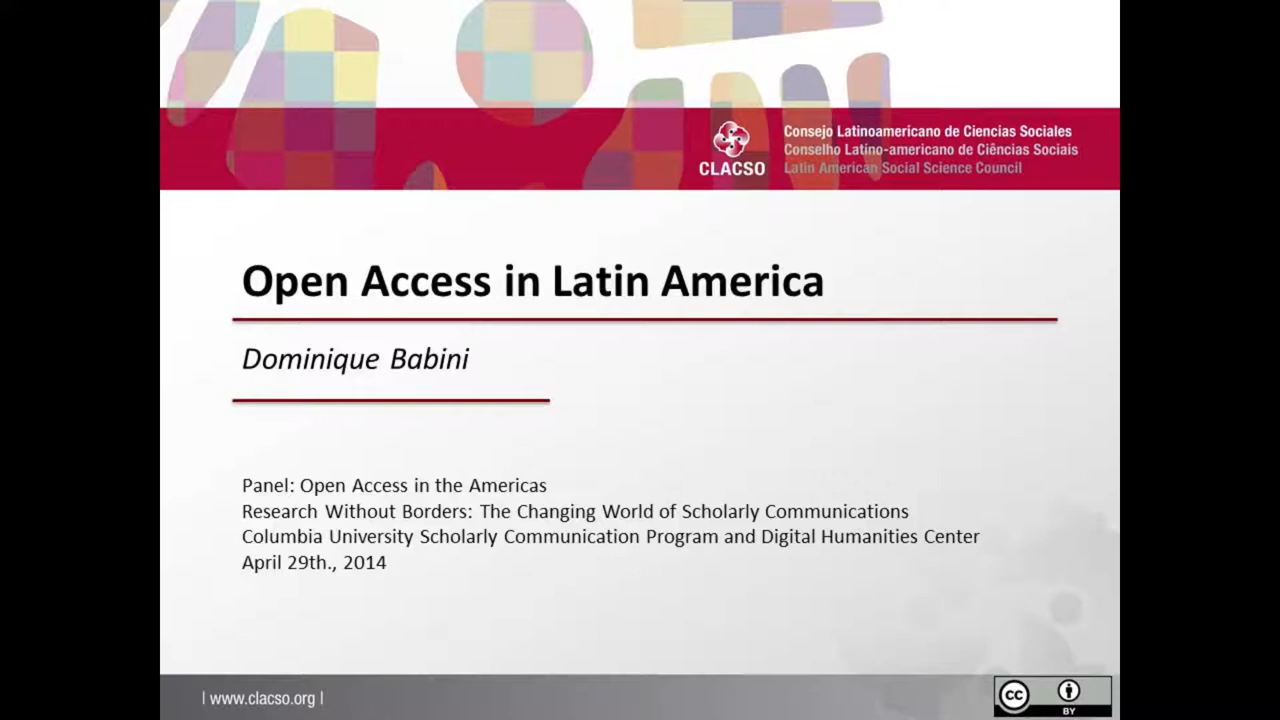 CLACSO
Consejo Latinoamericano de Ciencias Sociales
Conselho Latino-americano de Ciências Sociais
Latin American Social Science Council
Open Access in Latin America
Dominique Babini
Panel: Open Access in the Americas
Research Without Borders: The Changing World of Scholarly Communications
Columbia University Scholarly Communication Program and Digital Humanities Center
April 29th., 2014
| www.clacso.org |
cc
BY